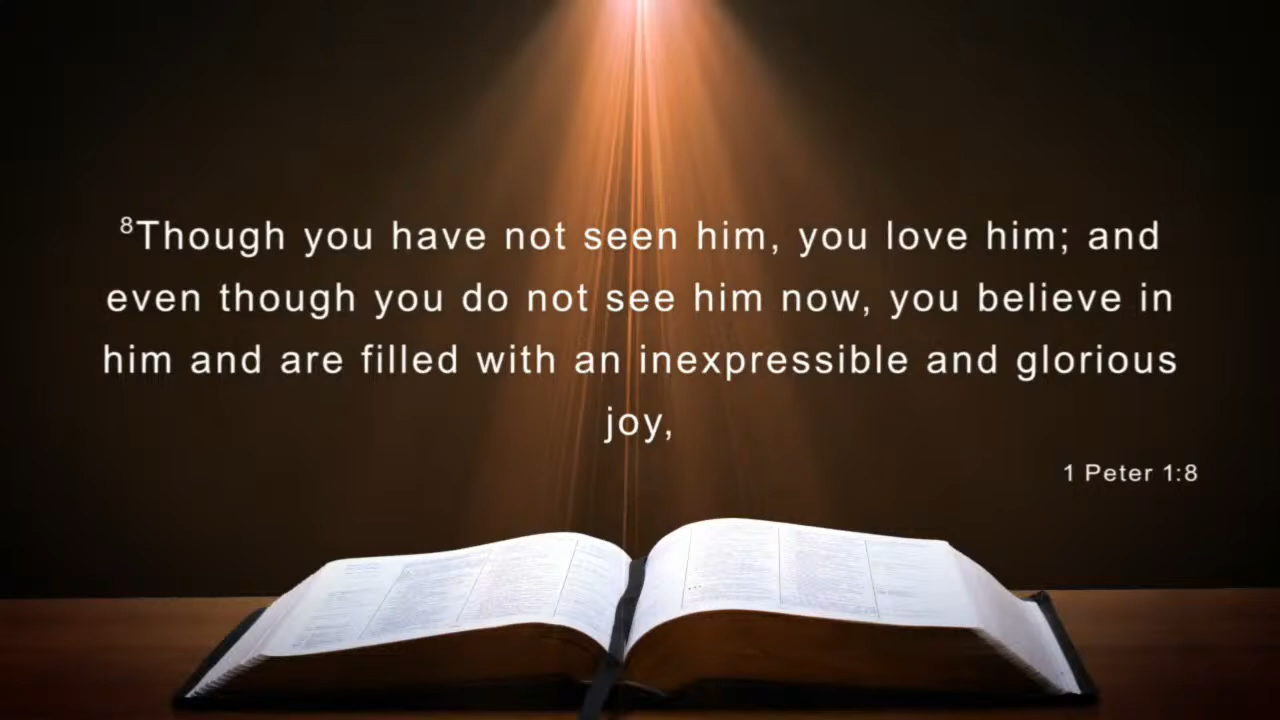 ⁸Though you have not seen him, you love him; and
even though you do not see him now, you believe in
him and are filled with an inexpressible and glorious
joy,
1 Peter 1:8